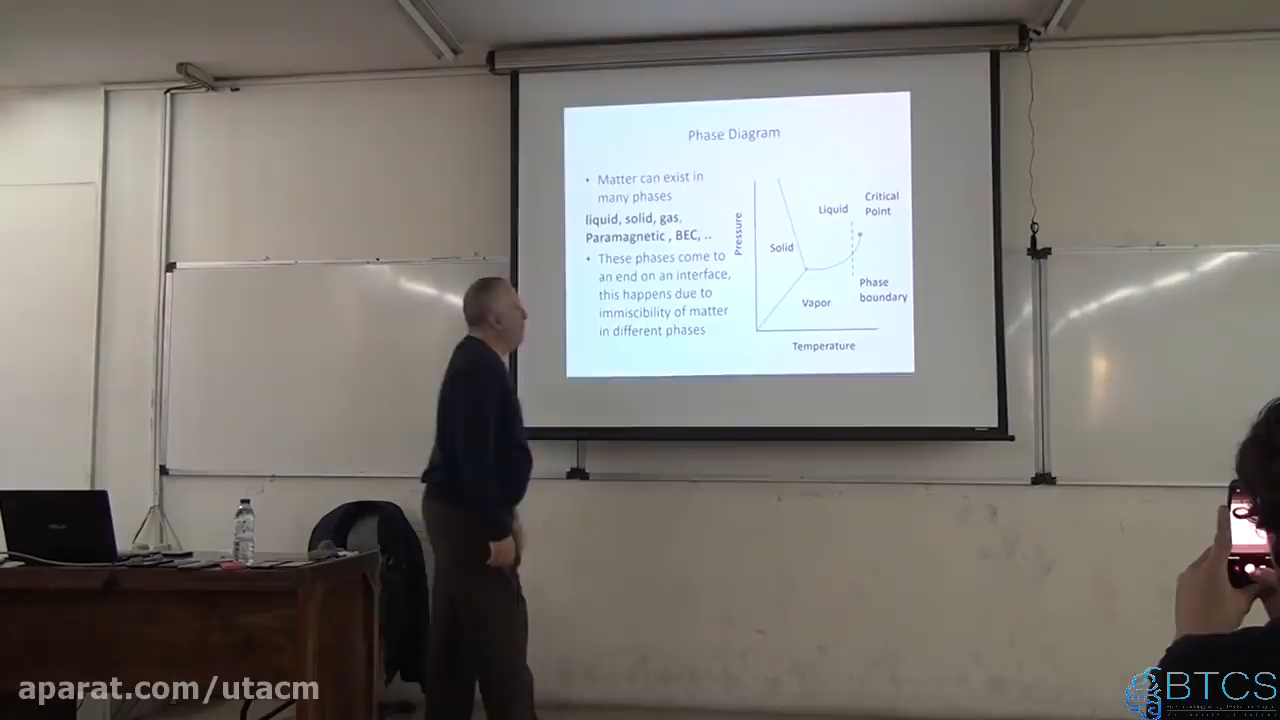 Phase Diagram
• Matter can exist in
many phases
liquid, solid, gas,
Paramagnetic , BEC, ..
• These phases come to
an end on an interface,
this happens due to
immiscibility of matter
in different phases
Pressure
Solid
Liquid
Critical
Point
Vapor
Phase
boundary
Temperature
aparat.com/utacm
BTCS